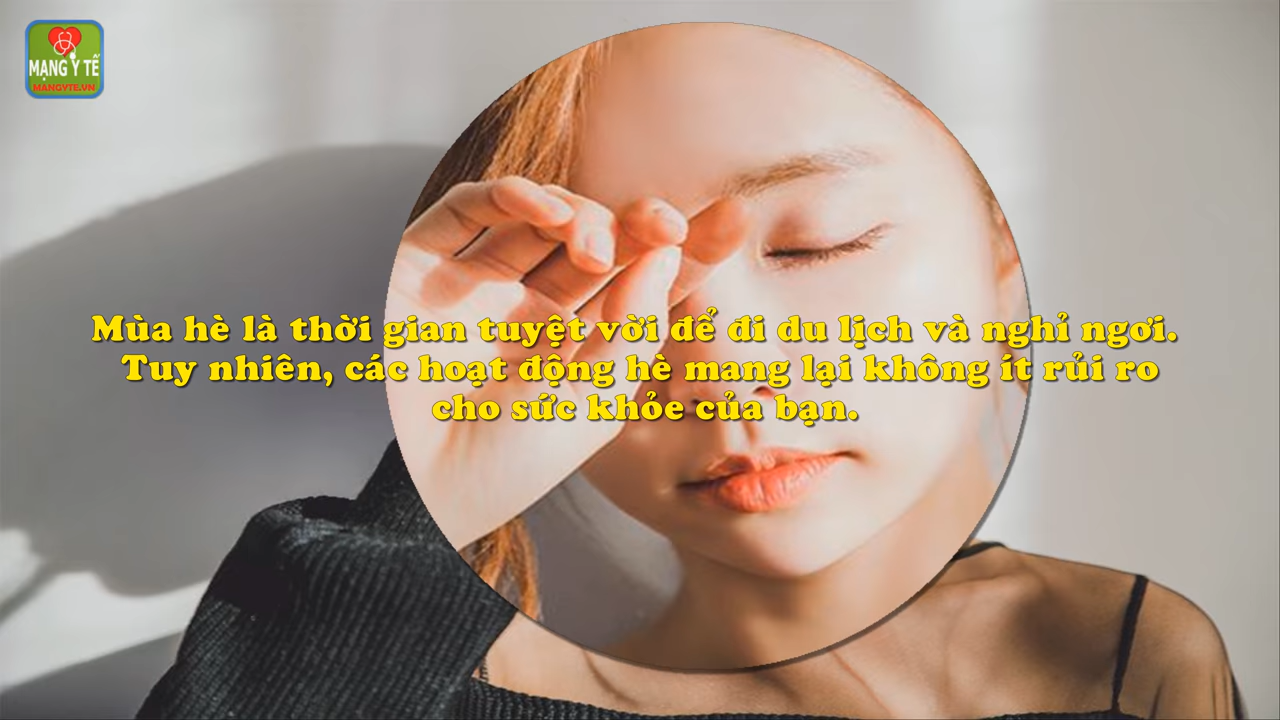 MẠNG Y TẾ
MANGYTE.VN
Mùa hè là thời gian tuyệt vời để đi du lịch và nghỉ ngơi.
Tuy nhiên, các hoạt động hè mang lại không ít rủi ro
cho sức khỏe của bạn.